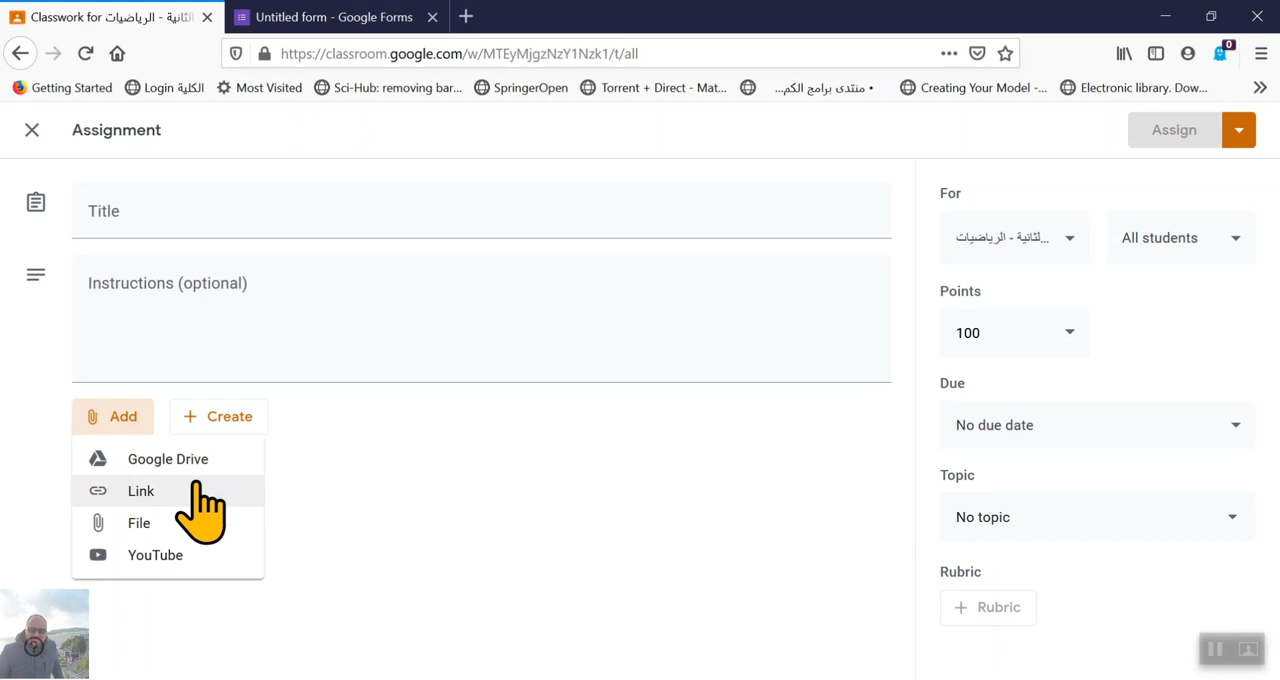 Classwork for الثانية - الرياضيات
Untitled form - Google Forms
https://classroom.google.com/w/MTEyMjgzNzY1Nzk1/t/all
0
Getting Started
Login الكلية
Most Visited
Sci-Hub: removing bar...
SpringerOpen
Torrent + Direct - Mat...
• منتدى برامج الكم...
Creating Your Model -...
Electronic library. Dow...
Assignment
Assign
Title
Instructions (optional)
Add
Create
Google Drive
Link
File
YouTube
For
لثانية - الرياضيات...
All students
Points
100
Due
No due date
Topic
No topic
Rubric
Rubric